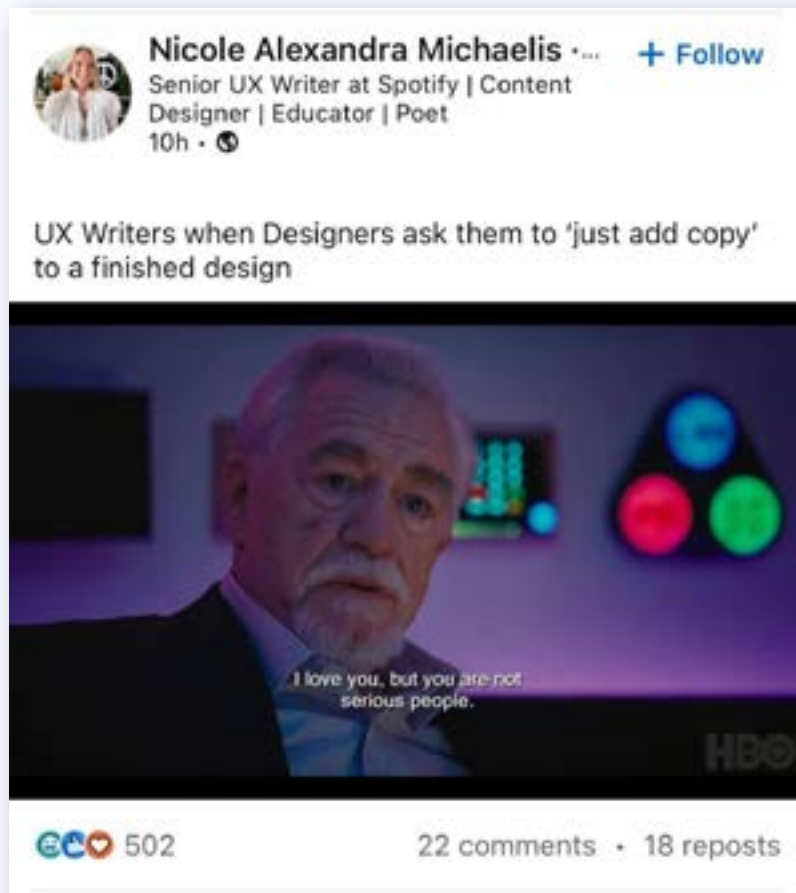 Nicole Alexandra Michaelis ·...
+ Follow
Senior UX Writer at Spotify | Content
Designer | Educator | Poet
10h ·
UX Writers when Designers ask them to ‘just add copy’
to a finished design
I love you, but you are not
serious people.
HBO
502
22 comments · 18 reposts